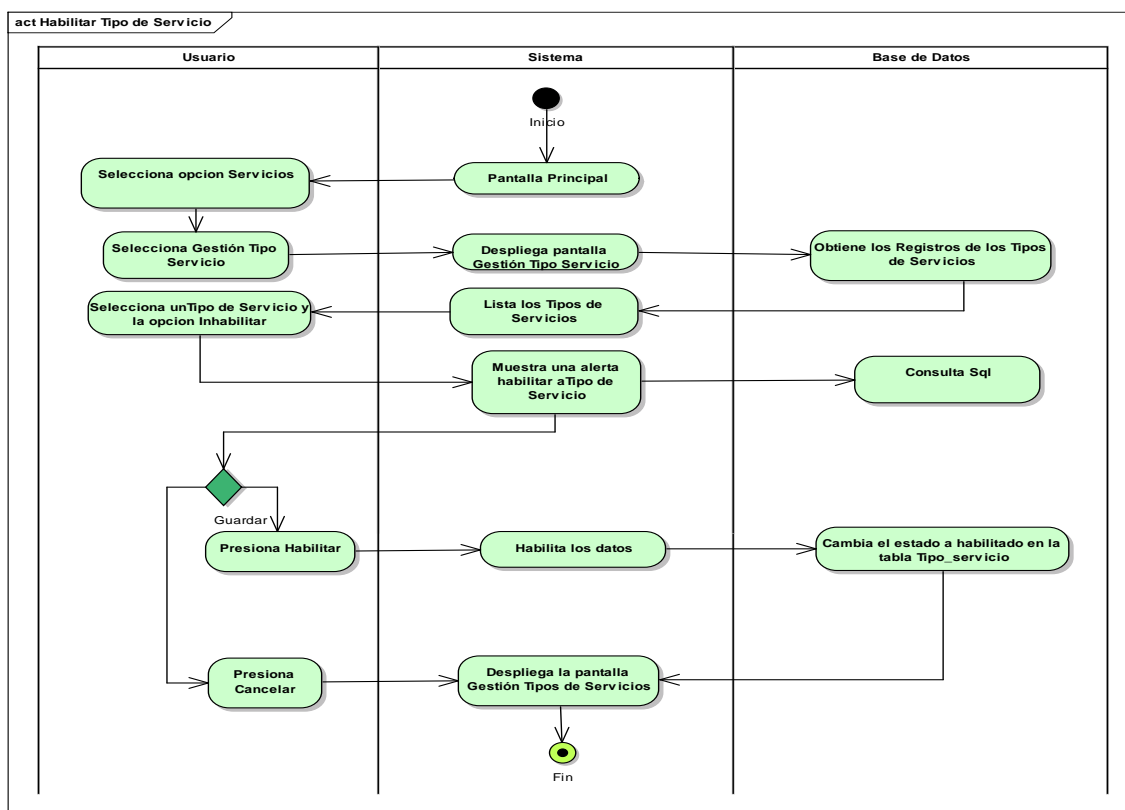 act Habilitar Tipo de Servicio
Usuario
Sistema
Base de Datos
Inicio
Selecciona opcion Servicios
Pantalla Principal
Selecciona Gestión Tipo
Servicio
Despliega pantalla
Gestión Tipo Servicio
Obtiene los Registros de los Tipos
de Servicios
Selecciona unTipo de Servicio y
la opcion Inhabilitar
Lista los Tipos de
Servicios
Muestra una alerta
habilitar aTipo de
Servicio
Consulta Sql
Guardar
Presiona Habilitar
Habilita los datos
Cambia el estado a habilitado en la
tabla Tipo_servicio
Presiona
Cancelar
Despliega la pantalla
Gestión Tipos de Servicios
Fin